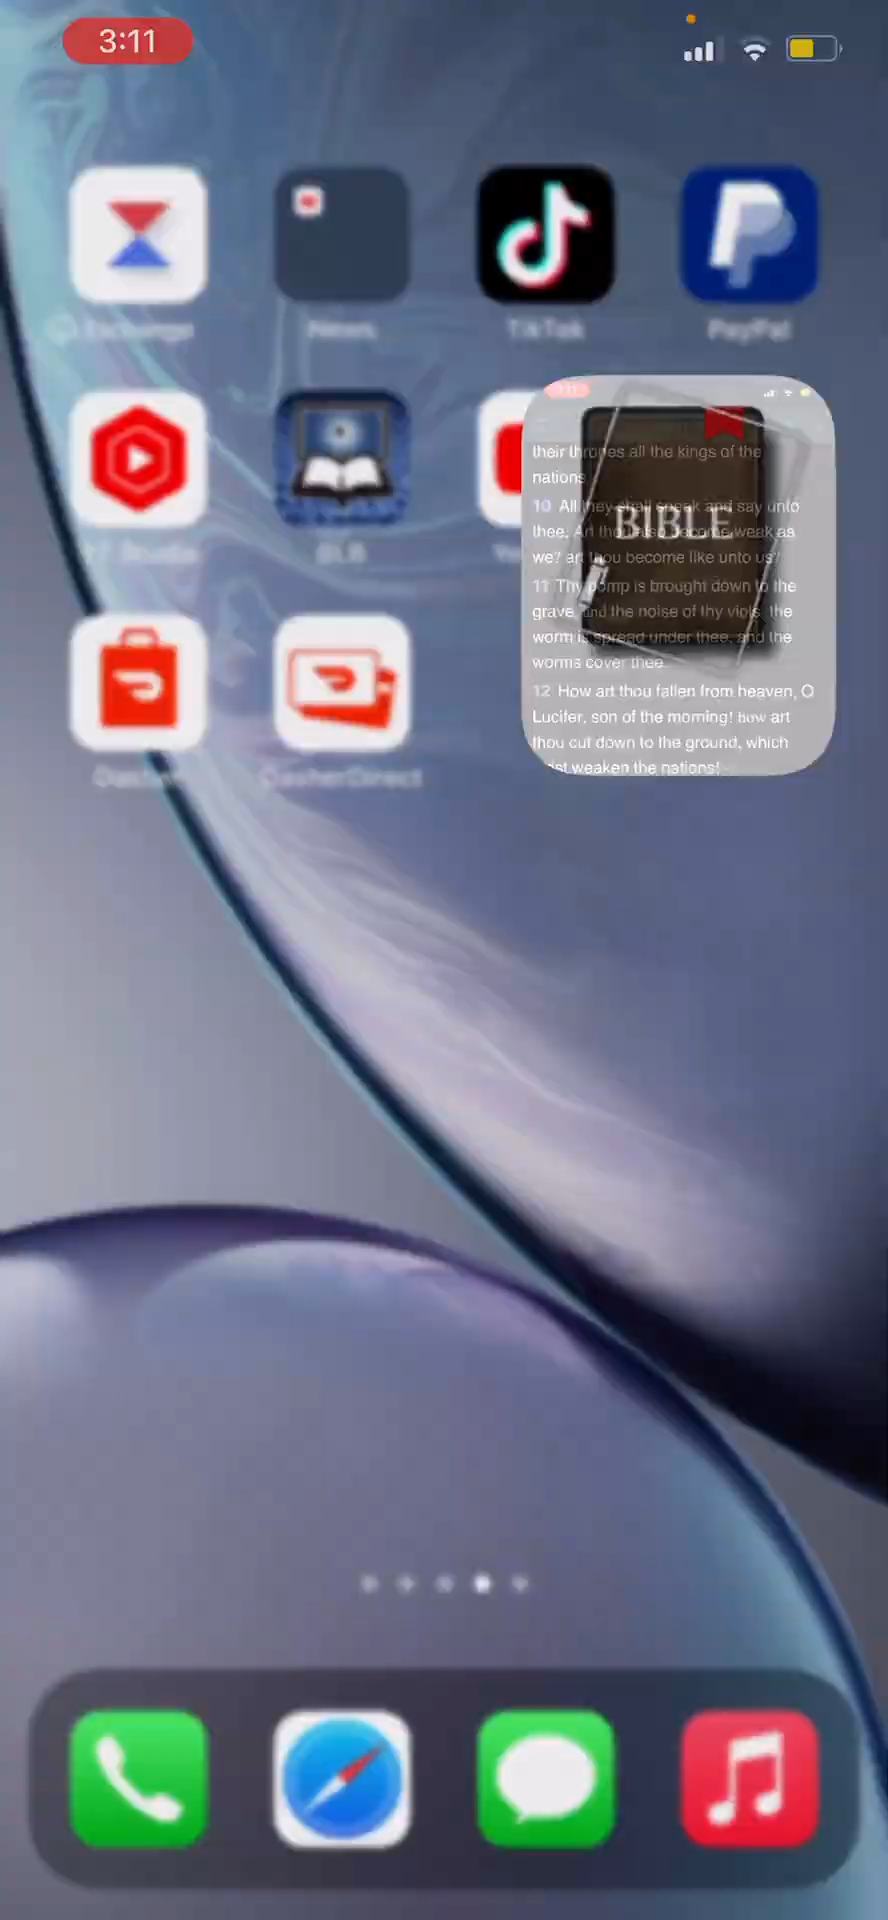 3:11
Exchange
News
TikTok
PayPal
BLB
their thrones all the kings of the
nations
10 All they shall speak and say unto
thee, Art thou also become weak as
we? art thou become like unto us?
BIBLE
11 Thy pomp is brought down to the
grave, and the noise of thy viols: the
worm is spread under thee, and the
worms cover thee.
12 How art thou fallen from heaven, O
Lucifer, son of the morning! how art
thou cut down to the ground, which
weaken the nations!
DasherDirect